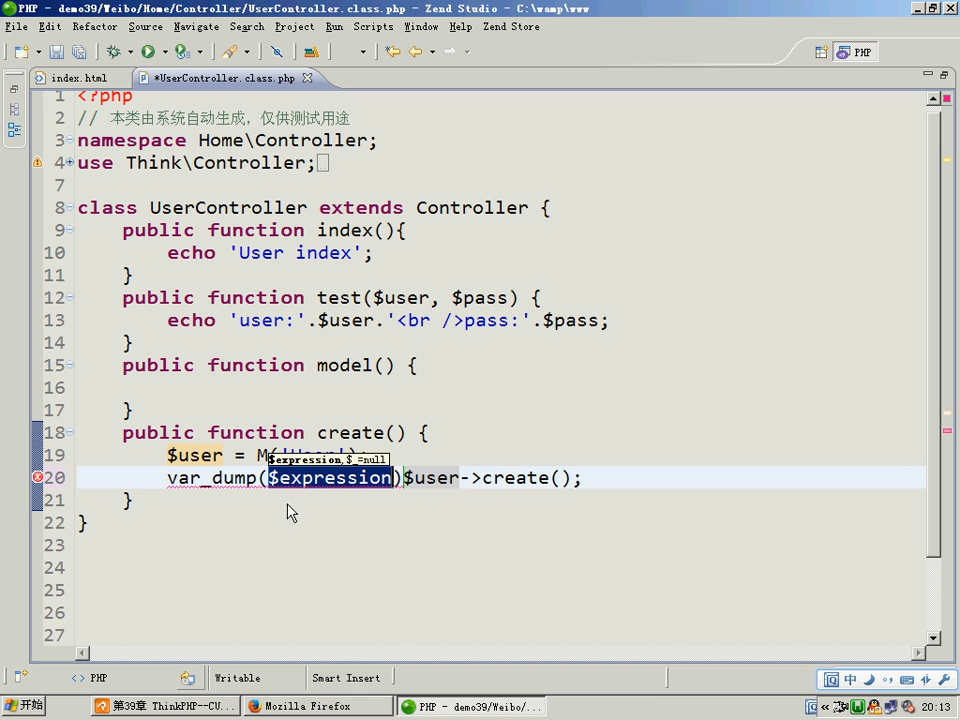 PHP - demo39/Weibo/Home/Controller/UserController.class.php - Zend Studio - C:\wamp\www
File Edit Refactor Source Navigate Search Project Run Scripts Window Help Zend Store
PHP
index.html
*UserController.class.php
1 <?php
2 // 本类由系统自动生成，仅供测试用途
3 namespace Home\Controller;
4 use Think\Controller;
7
8 class UserController extends Controller {
9 public function index(){
10 echo 'User index';
11 }
12 public function test($user, $pass) {
13 echo 'user:'.$user.'<br />pass:'.$pass;
14 }
15 public function model() {
16
17 }
18 public function create() {
19 $user = M('User');
$expression, $_=null
20 var_dump($expression)$user->create();
21 }
22 }
23
24
25
26
27
PHP
Writable
Smart Insert
中
开始
第39章 ThinkPHP--CU...
Mozilla Firefox
PHP - demo39/Weibo/...
20:13